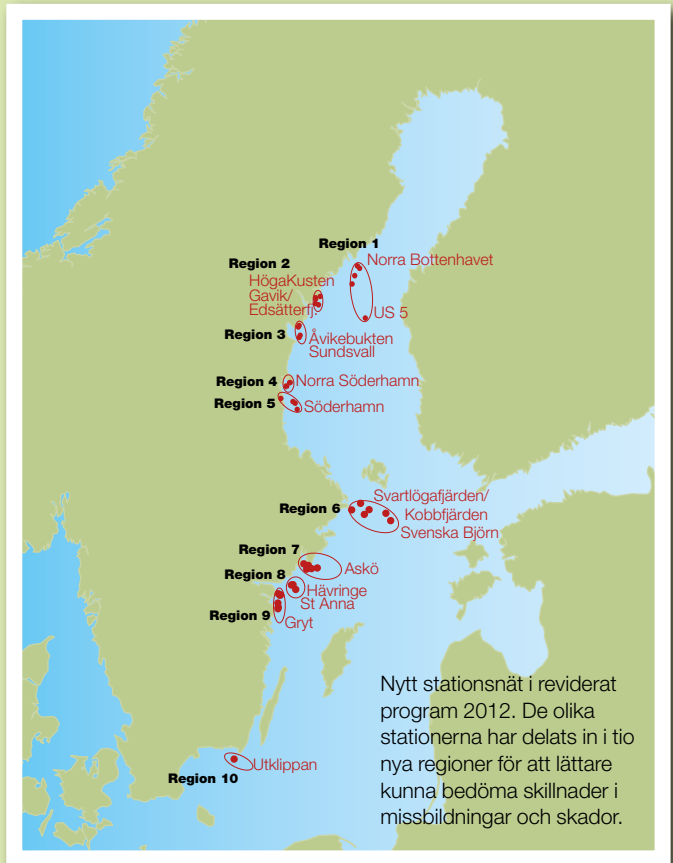 Region 1
Norra Bottenhavet
Region 2
HögaKusten
Gavik/
Edsätterfj.
US 5
Region 3
Åvikebukten
Sundsvall
Region 4
Norra Söderhamn
Region 5
Söderhamn
Region 6
Svartlögafjärden/
Kobbfjärden
Svenska Björn
Region 7
Askö
Region 8
Hävringe
St Anna
Region 9
Gryt
Region 10
Utklippan
Nytt stationsnät i reviderat
program 2012. De olika
stationerna har delats in i tio
nya regioner för att lättare
kunna bedöma skillnader i
missbildningar och skador.